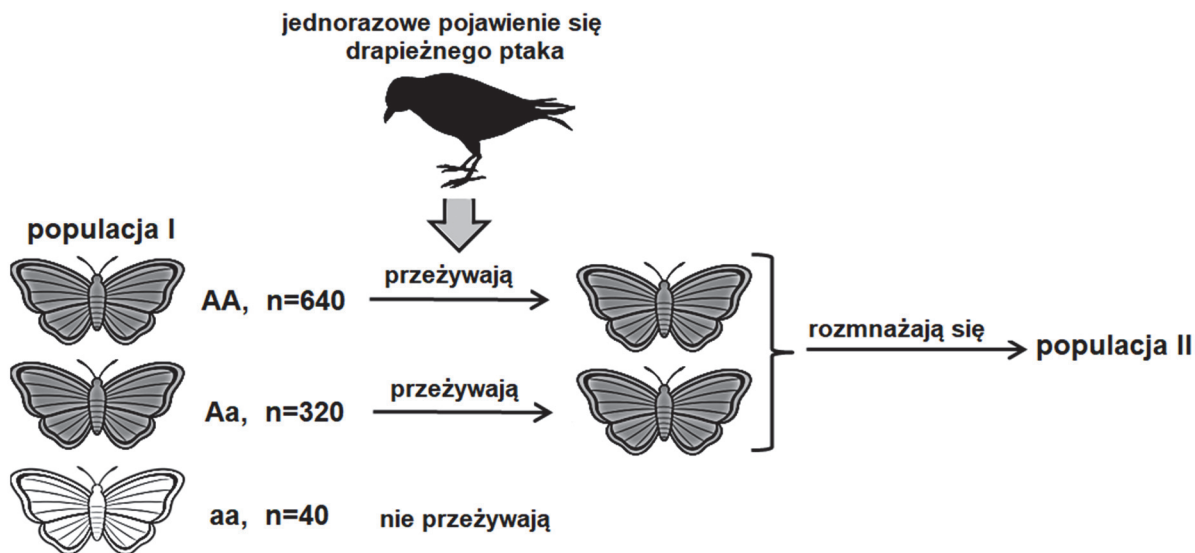 jednorazowe pojawienie się
drapieżnego ptaka
populacja I
AA, n=640
przeżywają
Aa, n=320
przeżywają
aa, n=40
nie przeżywają
rozmnażają się
populacja II